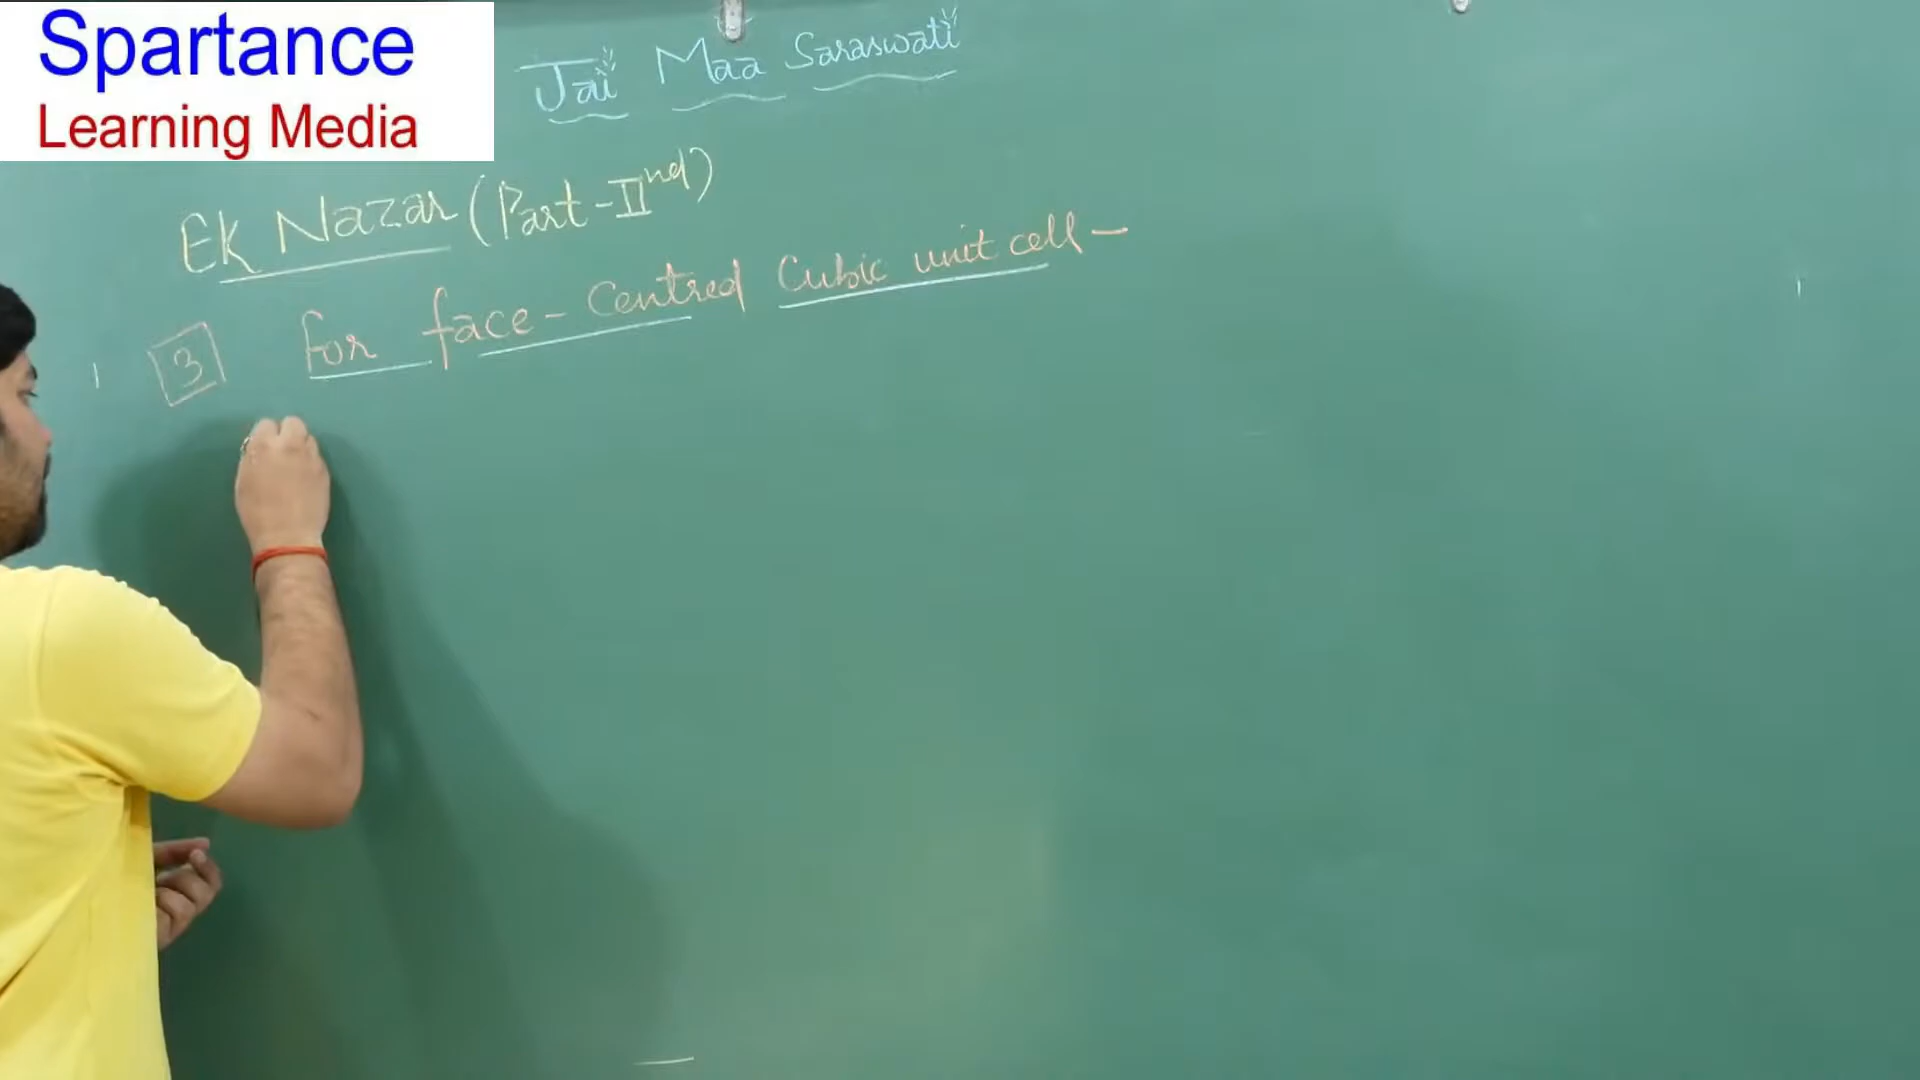 Spartance
Learning Media
Jai Maa Saraswati
EK Nazar (Part-IInd)
3 for face-Centred Cubic unit cell-